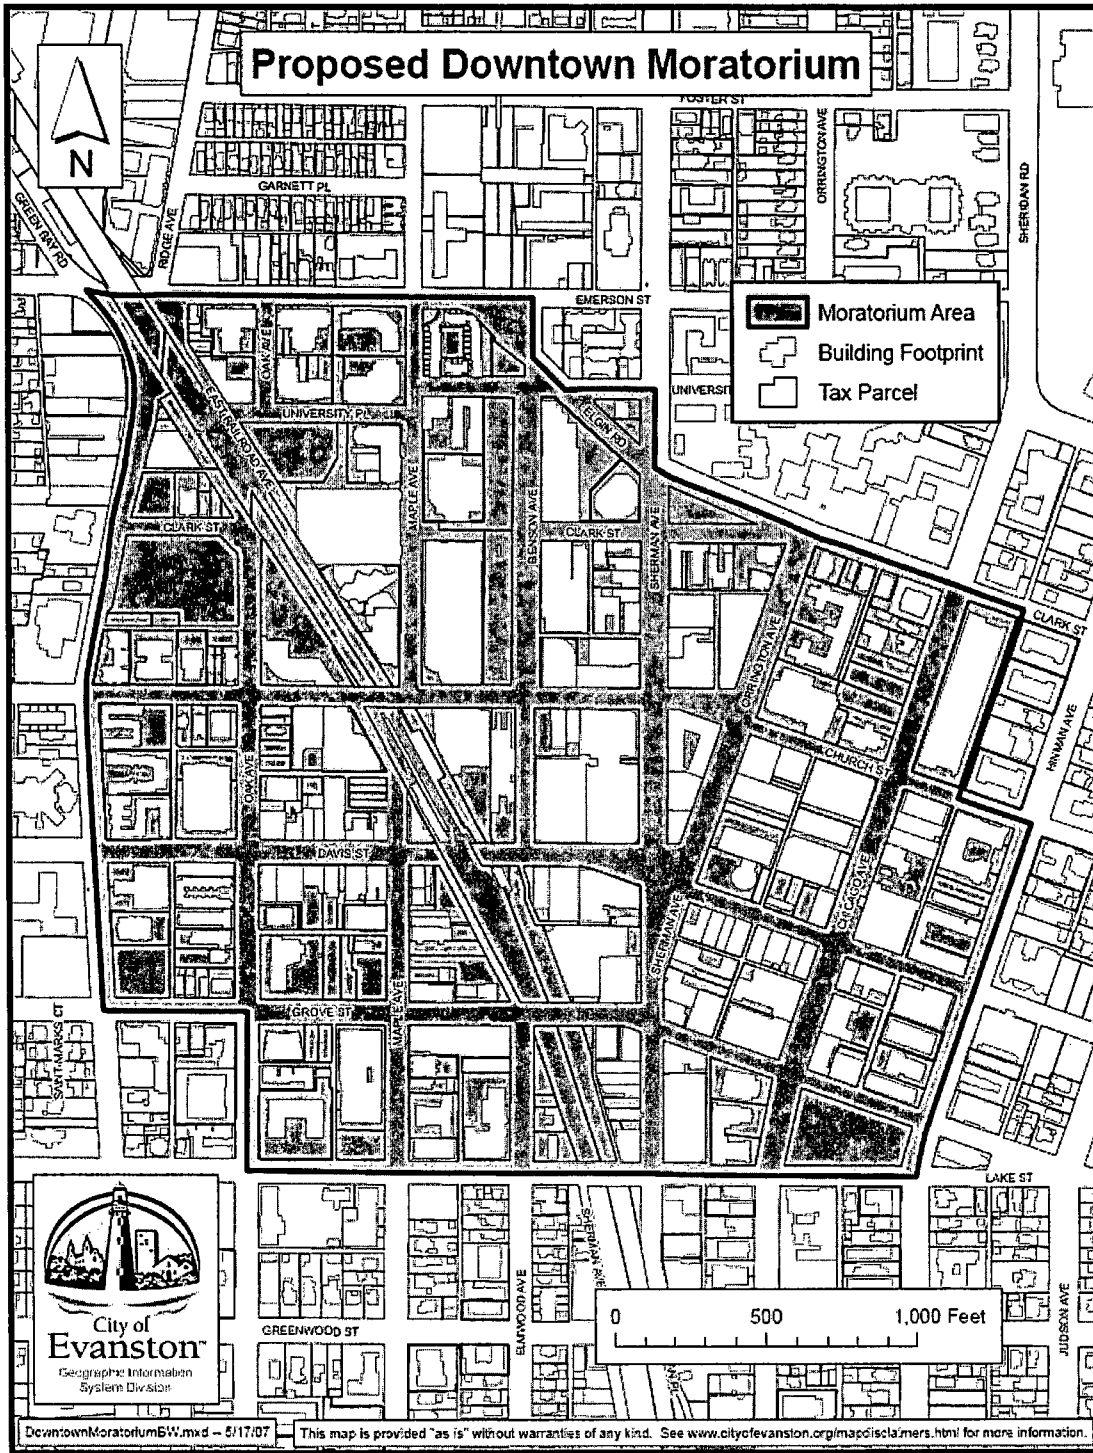 Proposed Downtown Moratorium
N
FOSTER ST
ORRINGTON AVE
SHERIDAN RD
GARNETT PL
GREEN BAY RD
RIDGE AVE
EMERSON ST
Moratorium Area
Building Footprint
Tax Parcel
OAK AVE
EAST RAILROAD AVE
UNIVERSITY PL
UNIVERSI
ELGIN RD
MAPLE AVE
BENSON AVE
CLARK ST
CLARK ST
SHERMAN AVE
CLARK ST
ORRINGTON AVE
HINMAN AVE
CHURCH S
OAK AVE
DAVIS ST
CHICAGO AVE
SHERMAN AVE
MAPLE AVE
GROVE ST
SAINT MARKS CT
LAKE ST
SHERMAN AVE
ELMWOOD AVE
JUDSON AVE
GREENWOOD ST
City of
Evanston™
Geographic Information
System Division
0 500 1,000 Feet
DowntownMoratoriumBW.mxd -- 5/17/07
This map is provided "as is" without warranties of any kind. See www.cityofevanston.org/mapdisclaimers.html for more information.